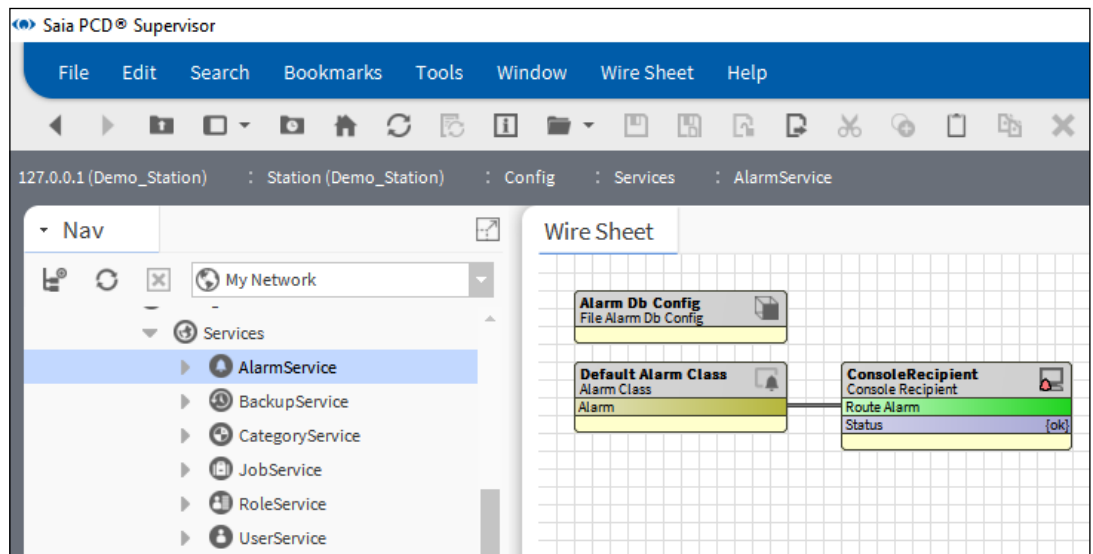 Saia PCD® Supervisor
File Edit Search Bookmarks Tools Window Wire Sheet Help
127.0.0.1 (Demo_Station) : Station (Demo_Station) : Config : Services : AlarmService
Nav
Wire Sheet
My Network
Services
AlarmService
BackupService
CategoryService
JobService
RoleService
UserService
Alarm Db Config
File Alarm Db Config
Default Alarm Class
Alarm Class
Alarm
ConsoleRecipient
Console Recipient
Route Alarm
Status {ok}